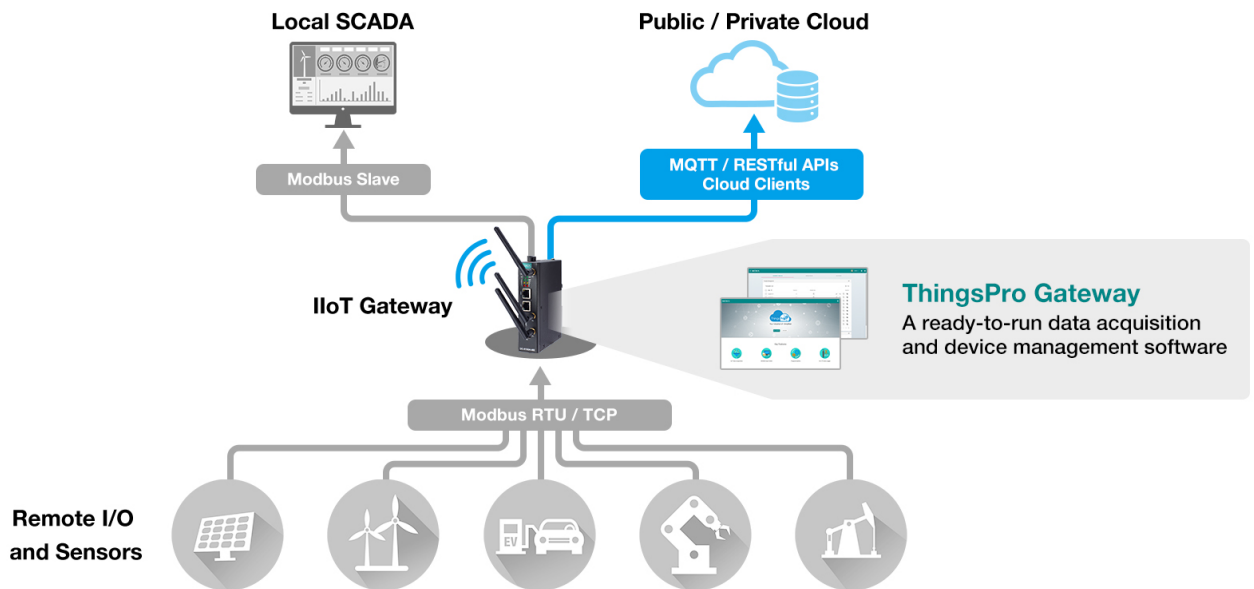 Local SCADA
Public / Private Cloud
Modbus Slave
MQTT / RESTful APIs
Cloud Clients
IIoT Gateway
ThingsPro Gateway
A ready-to-run data acquisition
and device management software
Modbus RTU / TCP
Remote I/O
and Sensors
EV